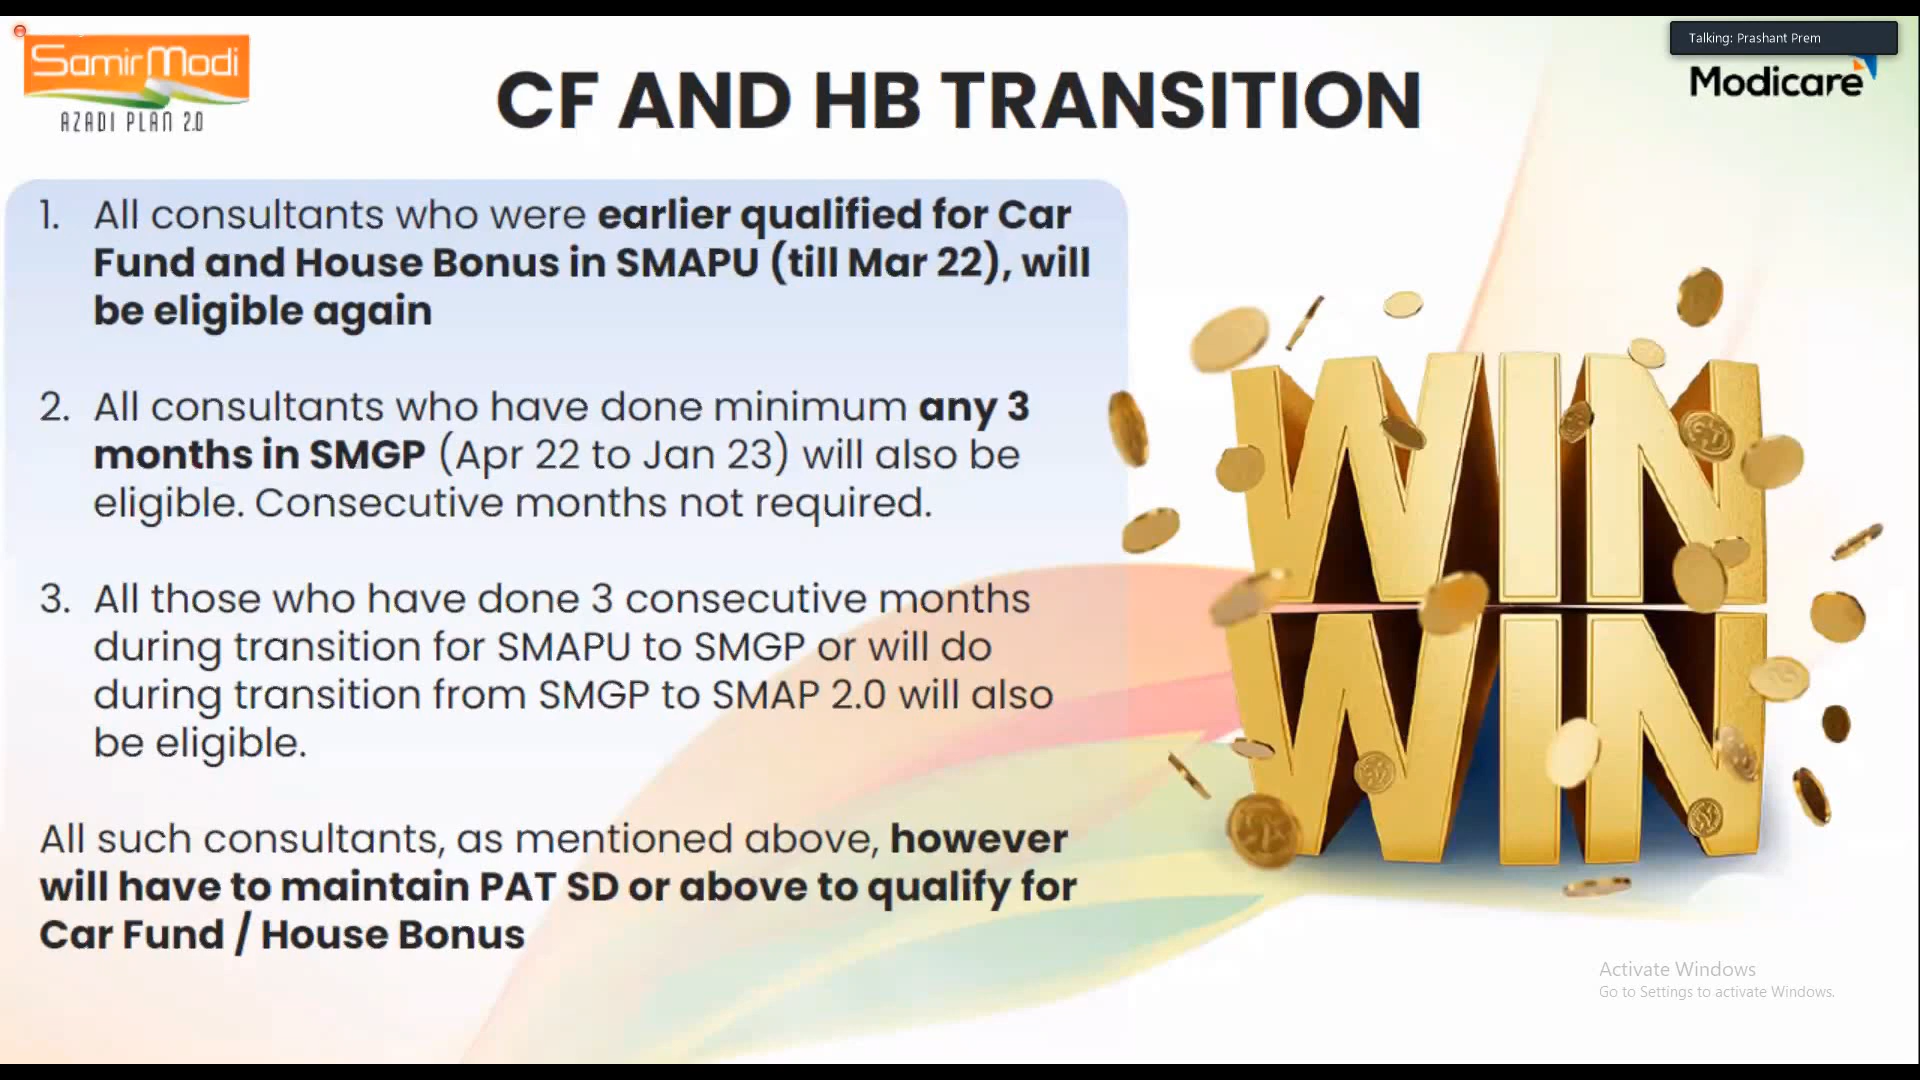 Talking: Prashant Prem
Samir Modi
AZADI PLAN 2.0
CF AND HB TRANSITION
Modicare
1. All consultants who were earlier qualified for Car
Fund and House Bonus in SMAPU (till Mar 22), will
be eligible again
2. All consultants who have done minimum any 3
months in SMGP (Apr 22 to Jan 23) will also be
eligible. Consecutive months not required.
3. All those who have done 3 consecutive months
during transition for SMAPU to SMGP or will do
during transition from SMGP to SMAP 2.0 will also
be eligible.
All such consultants, as mentioned above, however
will have to maintain PAT SD or above to qualify for
Car Fund / House Bonus
WIN
WIN
Activate Windows
Go to Settings to activate Windows.